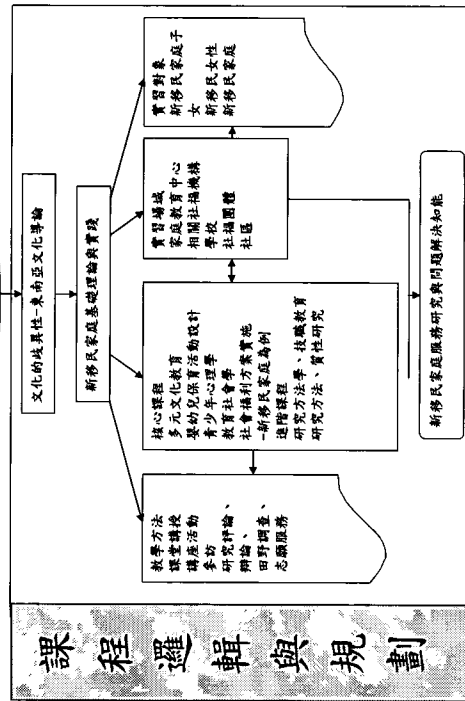 課程邏輯與規劃
文化的歧異性-東南亞文化導論
新移民家庭基礎理論與實踐
教學方法
課堂講授
講座活動
參訪
研究評論、
辯論、
田野調查、
志願服務
核心課程
多元文化教育
嬰幼兒保育活動設計
青少年心理學
教育社會學
社會福利方案實施
-新移民家庭為例
進階課程
研究方法學、技職教育
研究方法、質性研究
實習場域
家庭教育中心
相關社福機構
學校
社福團體
社區
實習對象
新移民家庭子
女
新移民女性
新移民家庭
新移民家庭服務研究與問題解決知能